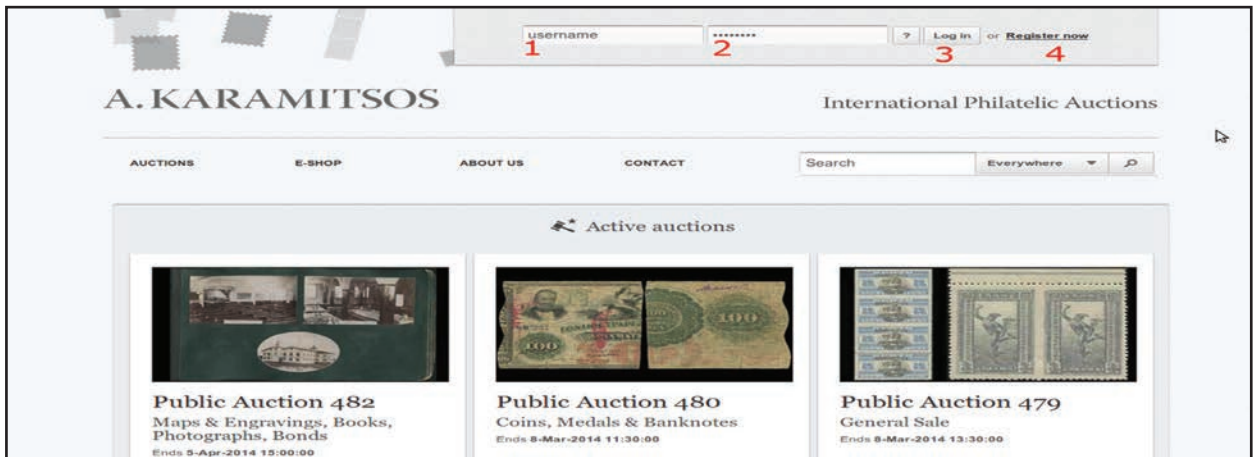 username •••••••• ? Log in or Register now
1 2 3 4
A. KARAMITSOS
International Philatelic Auctions
AUCTIONS E-SHOP ABOUT US CONTACT Search Everywhere
Active auctions
100 100
Public Auction 482
Maps & Engravings, Books,
Photographs, Bonds
Ends 5-Apr-2014 15:00:00
Public Auction 480
Coins, Medals & Banknotes
Ends 8-Mar-2014 11:30:00
Public Auction 479
General Sale
Ends 8-Mar-2014 13:30:00